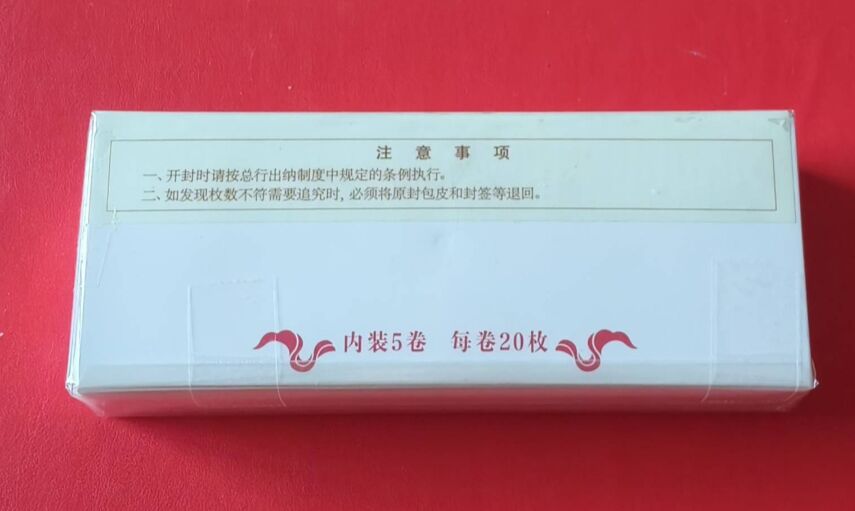 注意事项
一、开封时请按总行出纳制度中规定的条例执行。
二、如发现枚数不符需要追究时,必须将原封包皮和封签等退回。
内装5卷 每卷20枚